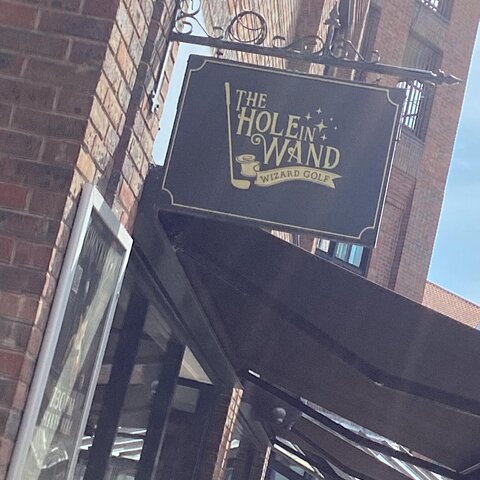 THE
HOLE IN
WAND
WIZARD GOLF